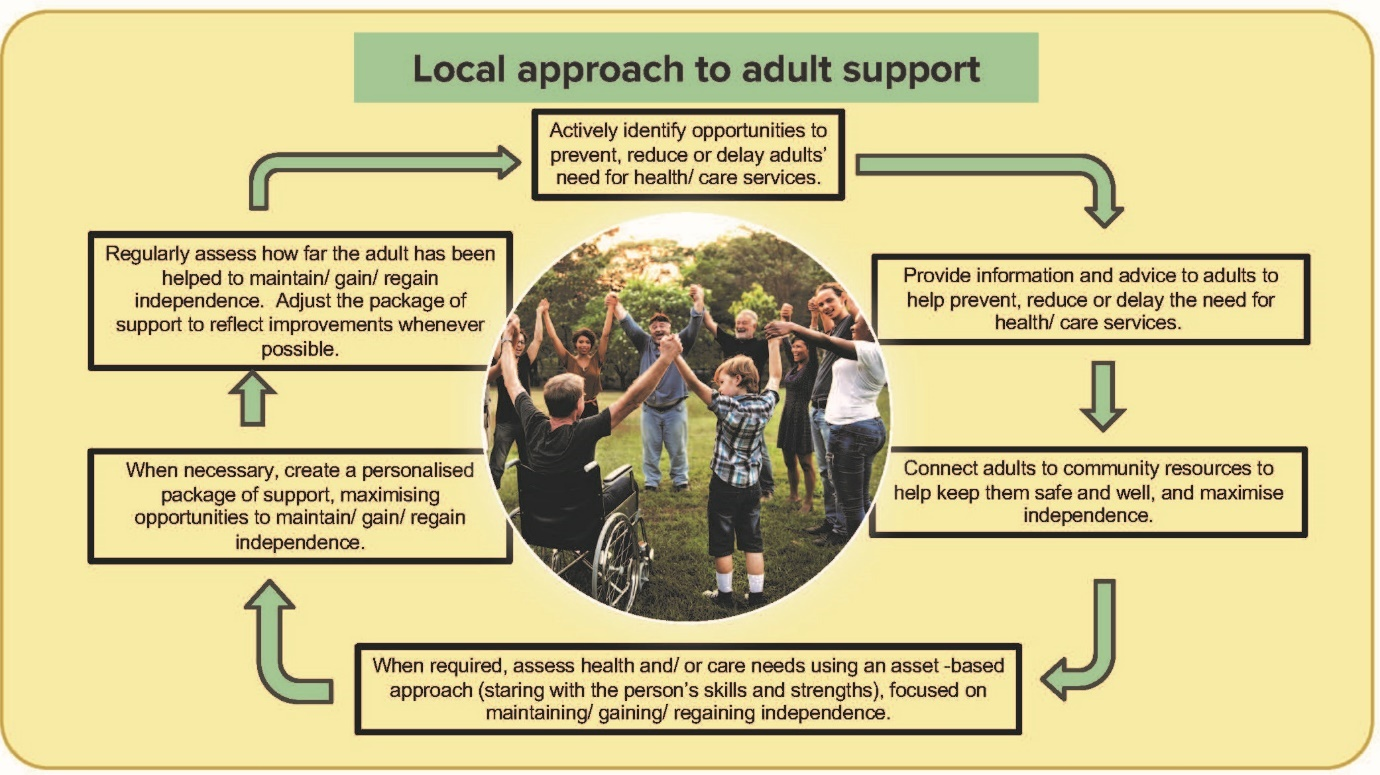 Local approach to adult support
Actively identify opportunities to
prevent, reduce or delay adults’
need for health/ care services.
Provide information and advice to adults to
help prevent, reduce or delay the need for
health/ care services.
Connect adults to community resources to
help keep them safe and well, and maximise
independence.
When required, assess health and/ or care needs using an asset -based
approach (staring with the person’s skills and strengths), focused on
maintaining/ gaining/ regaining independence.
When necessary, create a personalised
package of support, maximising
opportunities to maintain/ gain/ regain
independence.
Regularly assess how far the adult has been
helped to maintain/ gain/ regain
independence.  Adjust the package of
support to reflect improvements whenever
possible.